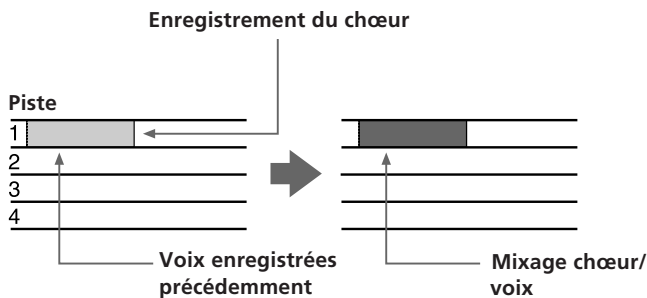 Enregistrement du chœur
Piste
1
2
3
4
Voix enregistrées
précédemment
Mixage chœur/
voix